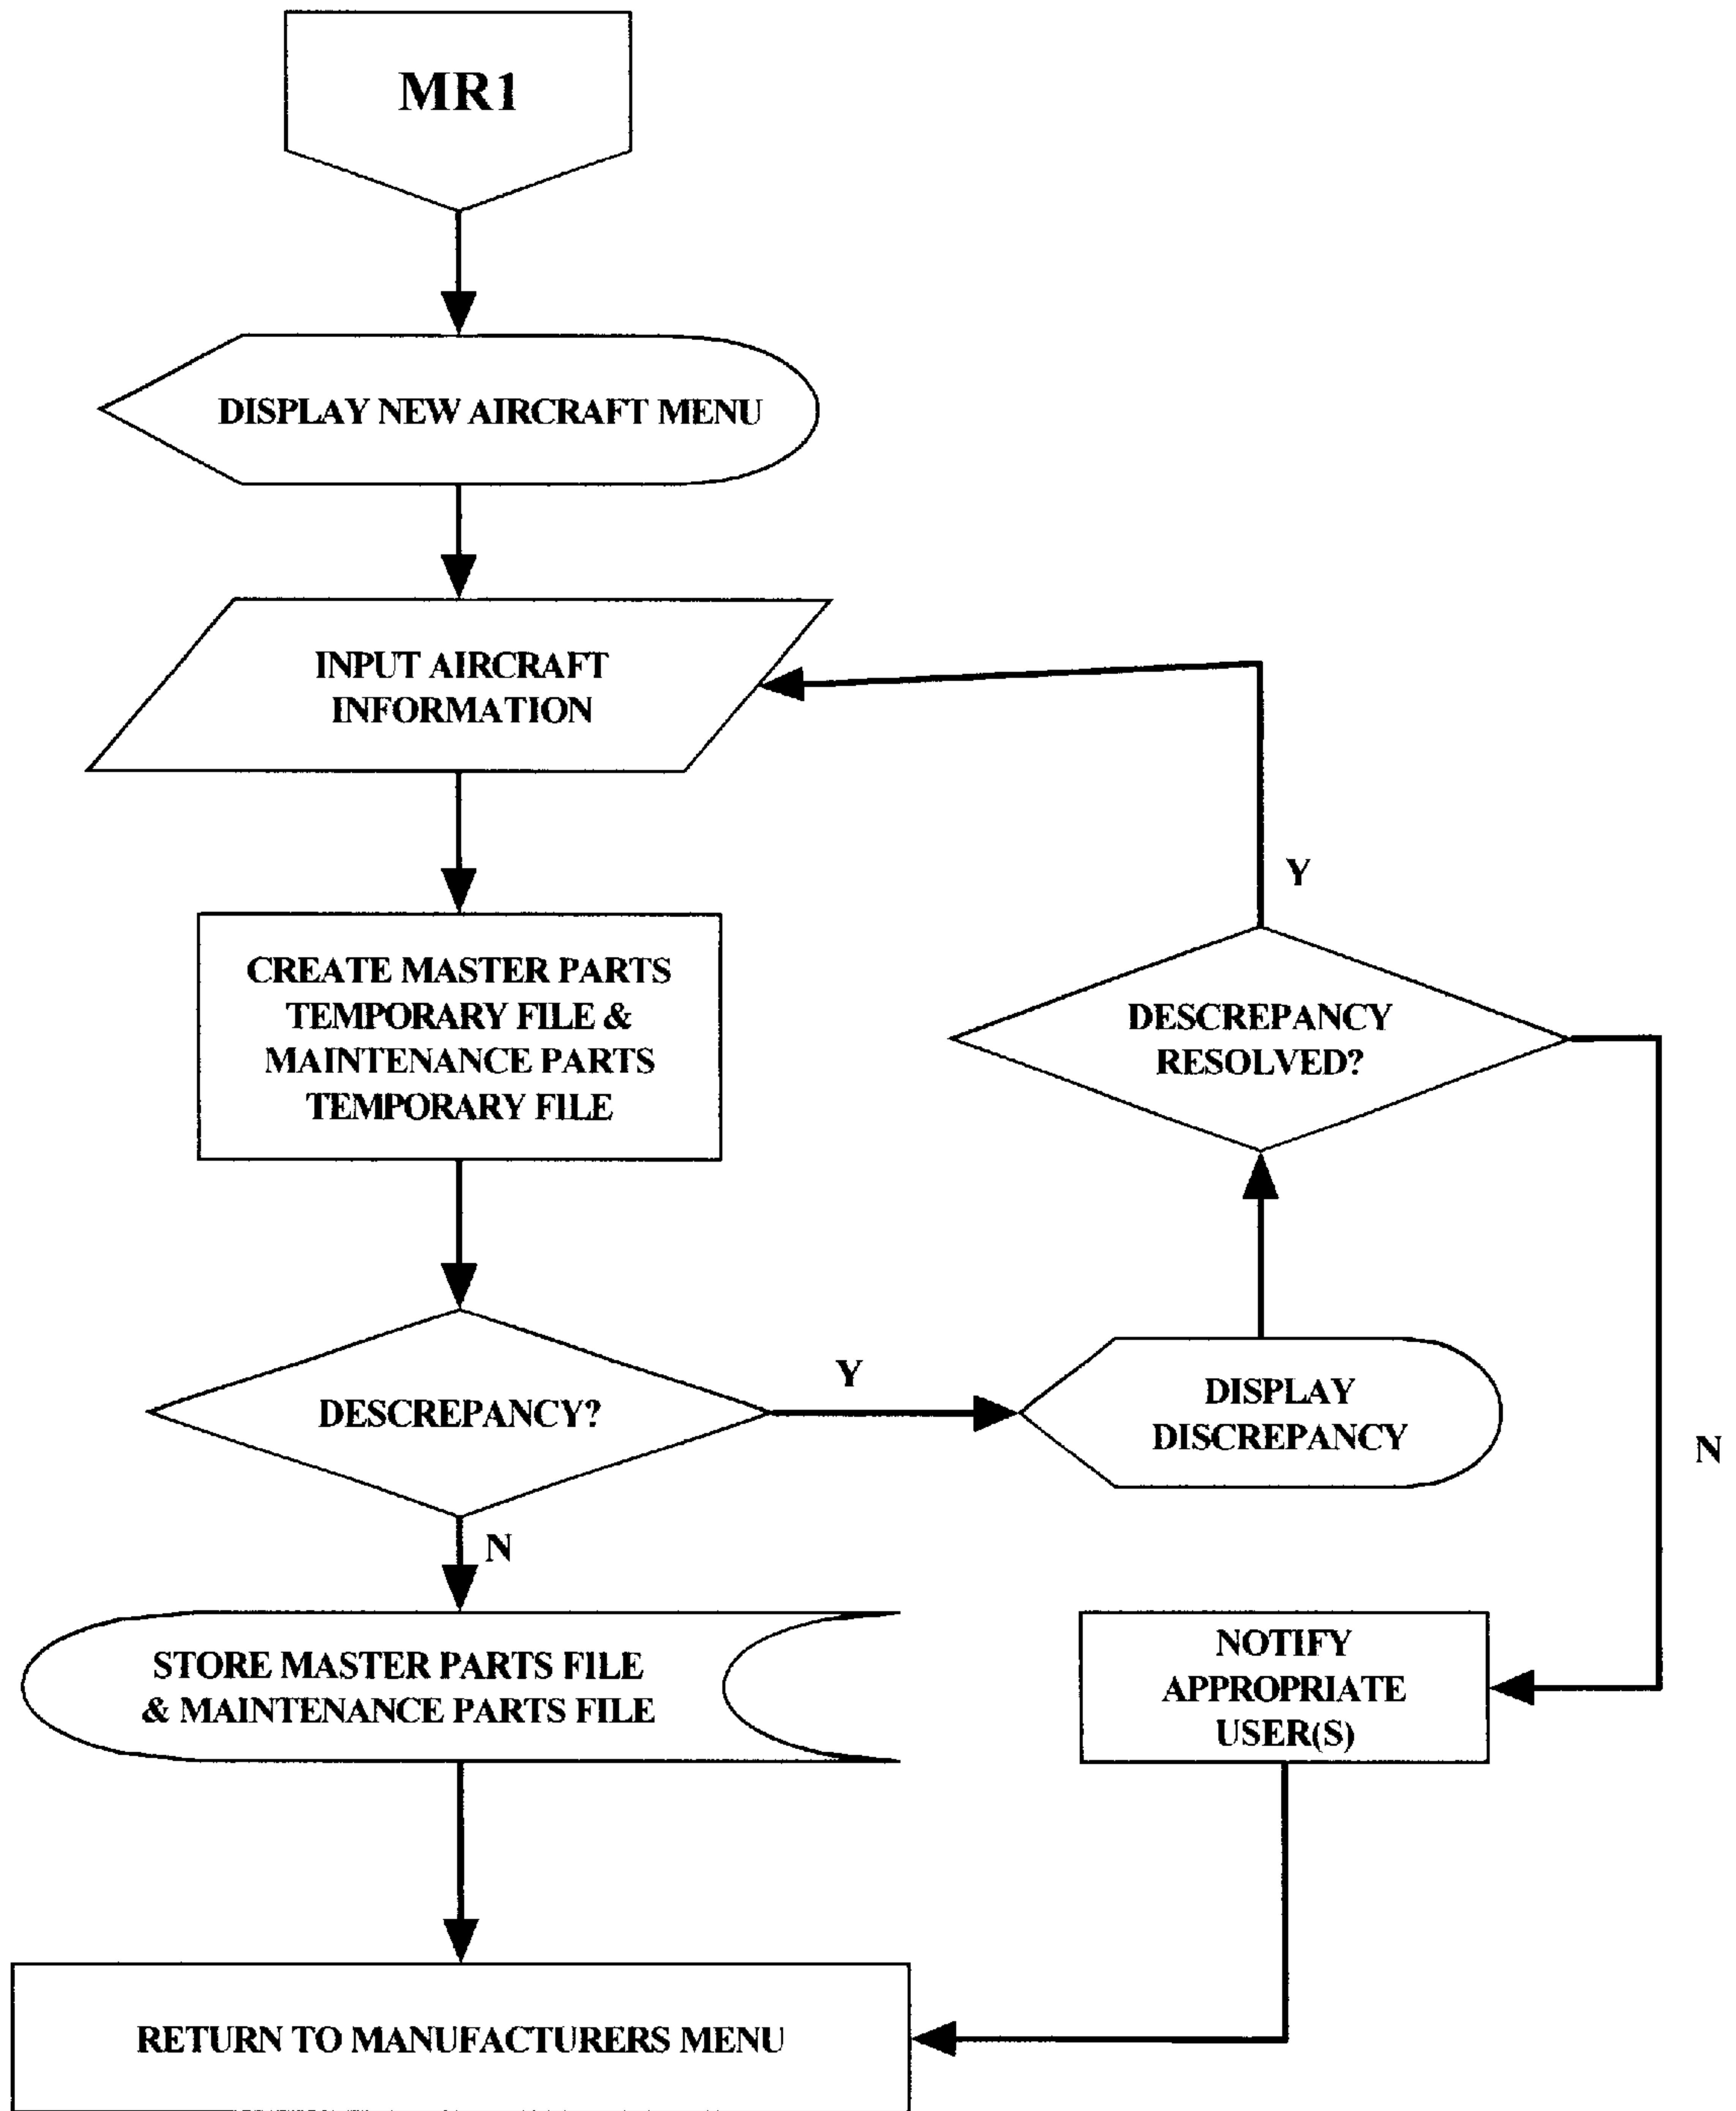 MR1
DISPLAY NEW AIRCRAFT MENU
INPUT AIRCRAFT
INFORMATION
Y
CREATE MASTER PARTS
TEMPORARY FILE &
MAINTENANCE PARTS
TEMPORARY FILE
DESCREPANCY
RESOLVED?
Y
DESCREPANCY?
DISPLAY
DISCREPANCY
N
N
STORE MASTER PARTS FILE
& MAINTENANCE PARTS FILE
NOTIFY
APPROPRIATE
USER(S)
RETURN TO MANUFACTURERS MENU